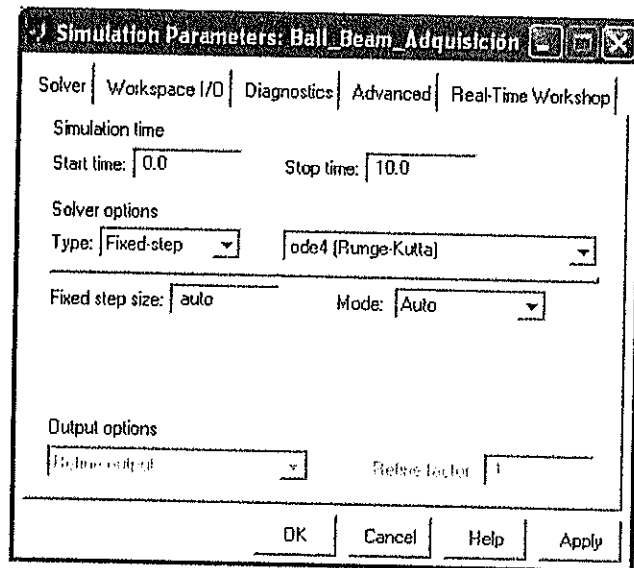 Simulation Parameters: Ball_Beam_Adquisición
Solver Workspace I/O Diagnostics Advanced Real-Time Workshop
Simulation time
Start time: 0.0 Stop time: 10.0
Solver options
Type: Fixed-step ode4 (Runge-Kutta)
Fixed step size: auto Mode: Auto
Output options
Refine output Refine factor 1
OK Cancel Help Apply